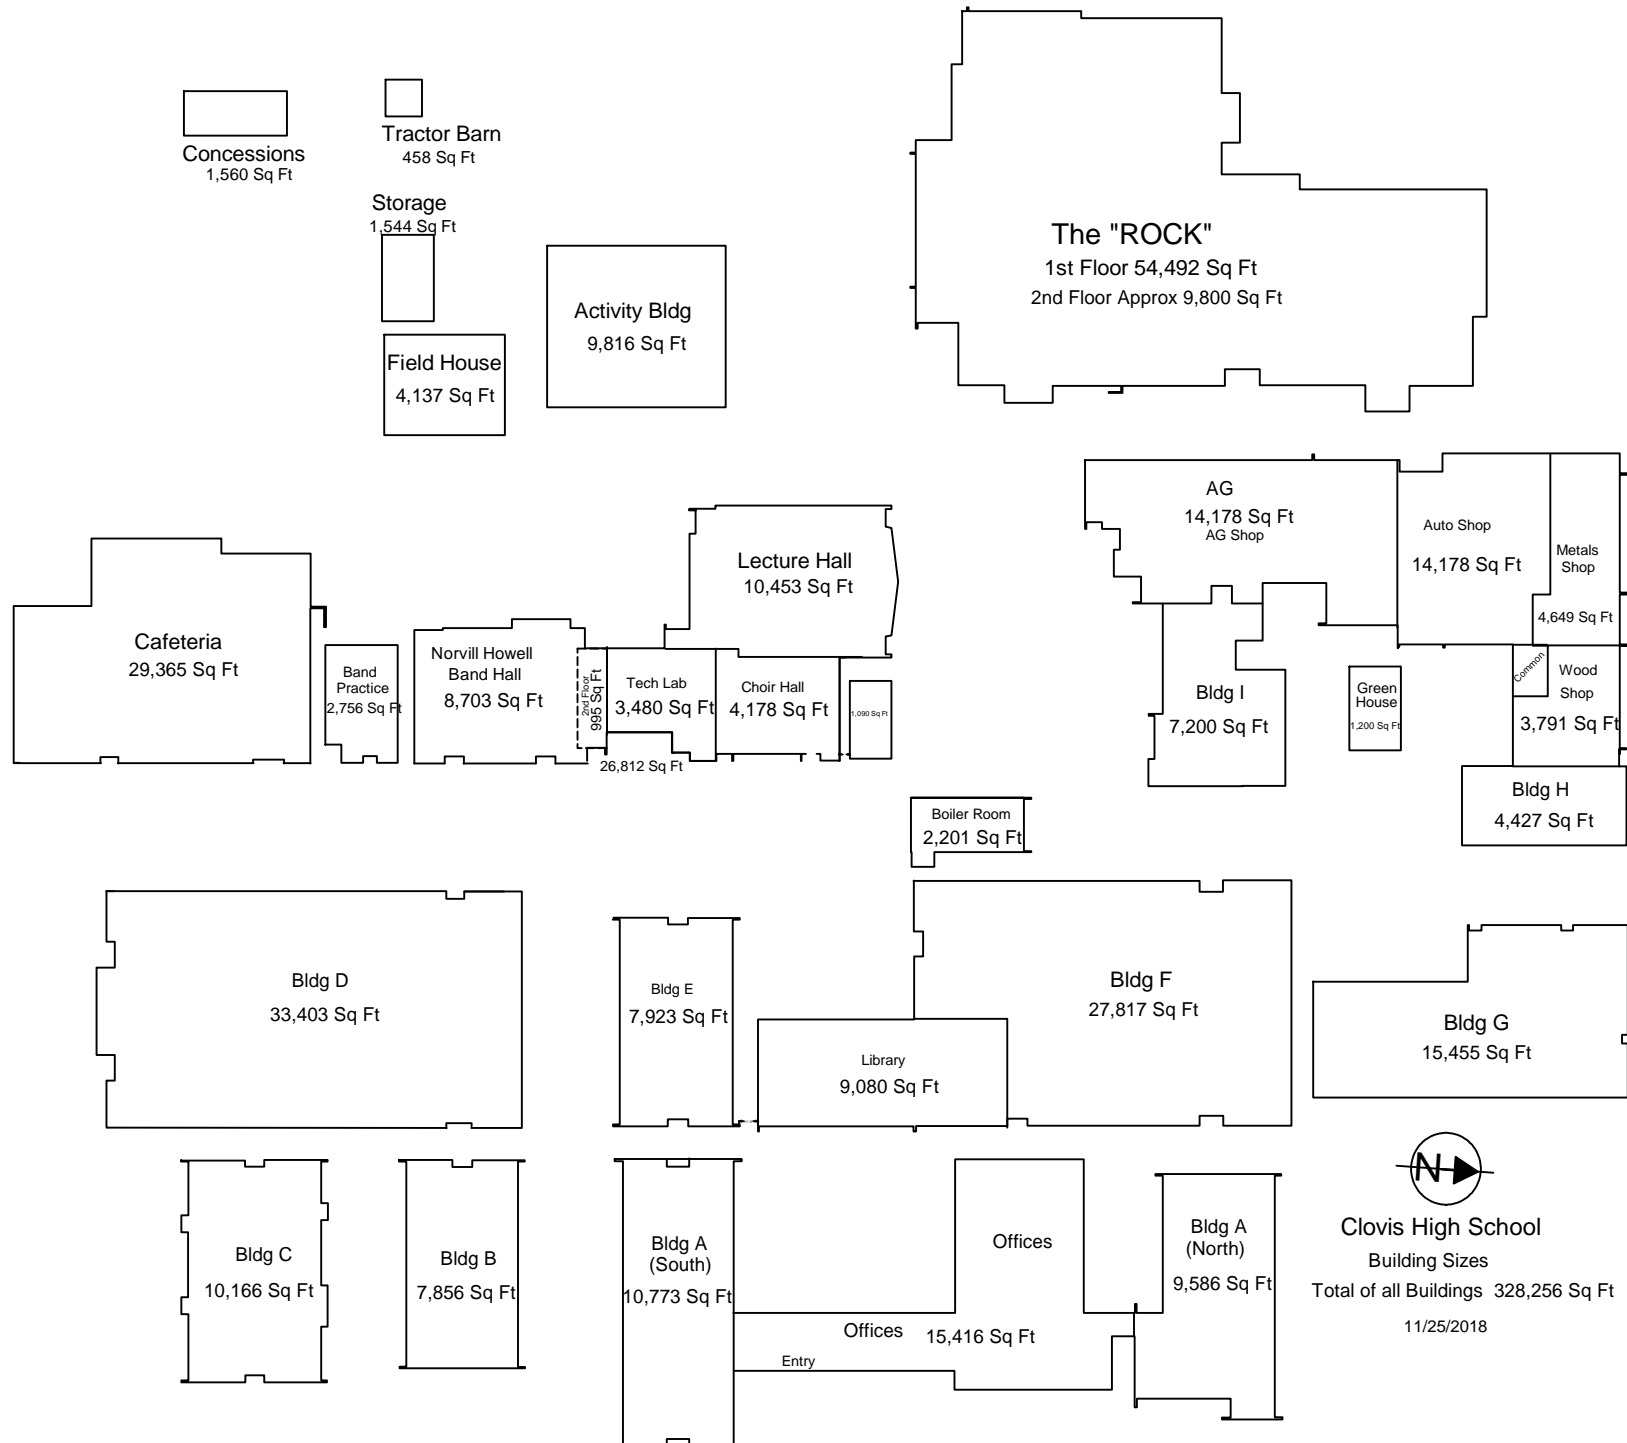 Concessions
1,560 Sq Ft
Tractor Barn
458 Sq Ft
Storage
1,544 Sq Ft
Field House
4,137 Sq Ft
Activity Bldg
9,816 Sq Ft
The "ROCK"
1st Floor 54,492 Sq Ft
2nd Floor Approx 9,800 Sq Ft
Cafeteria
29,365 Sq Ft
Band
Practice
2,756 Sq Ft
Norvill Howell
Band Hall
8,703 Sq Ft
2nd Floor
995 Sq Ft
Tech Lab
3,480 Sq Ft
26,812 Sq Ft
Lecture Hall
10,453 Sq Ft
Choir Hall
4,178 Sq Ft
1,090 Sq Ft
AG
14,178 Sq Ft
AG Shop
Auto Shop
14,178 Sq Ft
Metals
Shop
4,649 Sq Ft
Bldg I
7,200 Sq Ft
Green
House
1,200 Sq Ft
Common
Wood
Shop
3,791 Sq Ft
Bldg H
4,427 Sq Ft
Boiler Room
2,201 Sq Ft
Bldg D
33,403 Sq Ft
Bldg E
7,923 Sq Ft
Library
9,080 Sq Ft
Bldg F
27,817 Sq Ft
Bldg G
15,455 Sq Ft
Bldg C
10,166 Sq Ft
Bldg B
7,856 Sq Ft
Bldg A
(South)
10,773 Sq Ft
Offices
Offices
15,416 Sq Ft
Entry
Bldg A
(North)
9,586 Sq Ft
N
Clovis High School
Building Sizes
Total of all Buildings 328,256 Sq Ft
11/25/2018